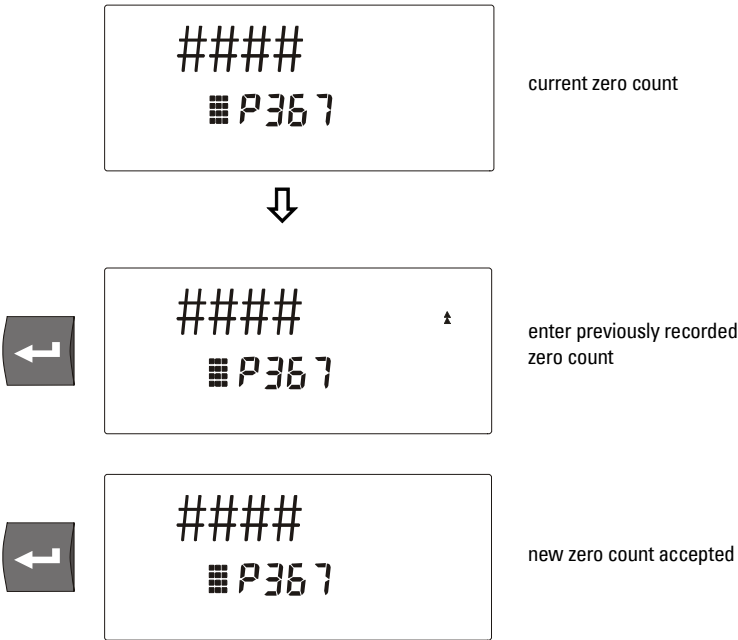 ####
P367
current zero count
####
P367
enter previously recorded
zero count
####
P367
new zero count accepted